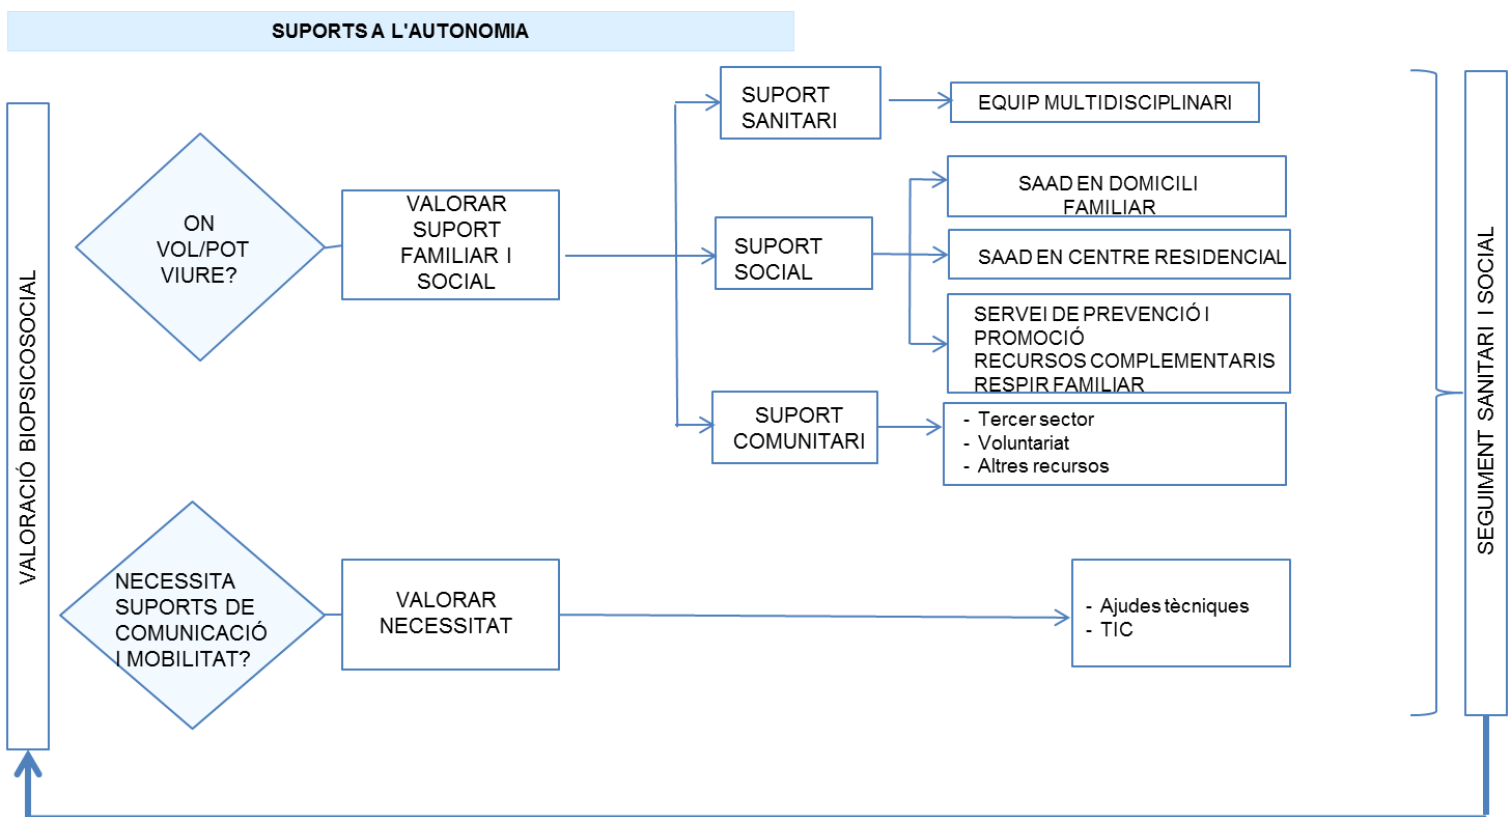 SUPORTS A L'AUTONOMIA
VALORACIÓ BIOPSICOSOCIAL
ON
VOL/POT
VIURE?
VALORAR
SUPORT
FAMILIAR I
SOCIAL
SUPORT
SANITARI
EQUIP MULTIDISCIPLINARI
SUPORT
SOCIAL
SAAD EN DOMICILI
FAMILIAR
SAAD EN CENTRE RESIDENCIAL
SERVEI DE PREVENCIÓ I
PROMOCIÓ
RECURSOS COMPLEMENTARIS
RESPIR FAMILIAR
SUPORT
COMUNITARI
- Tercer sector
- Voluntariat
- Altres recursos
NECESSITA
SUPORTS DE
COMUNICACIÓ
I MOBILITAT?
VALORAR
NECESSITAT
- Ajudes tècniques
- TIC
SEGUIMENT SANITARI I SOCIAL